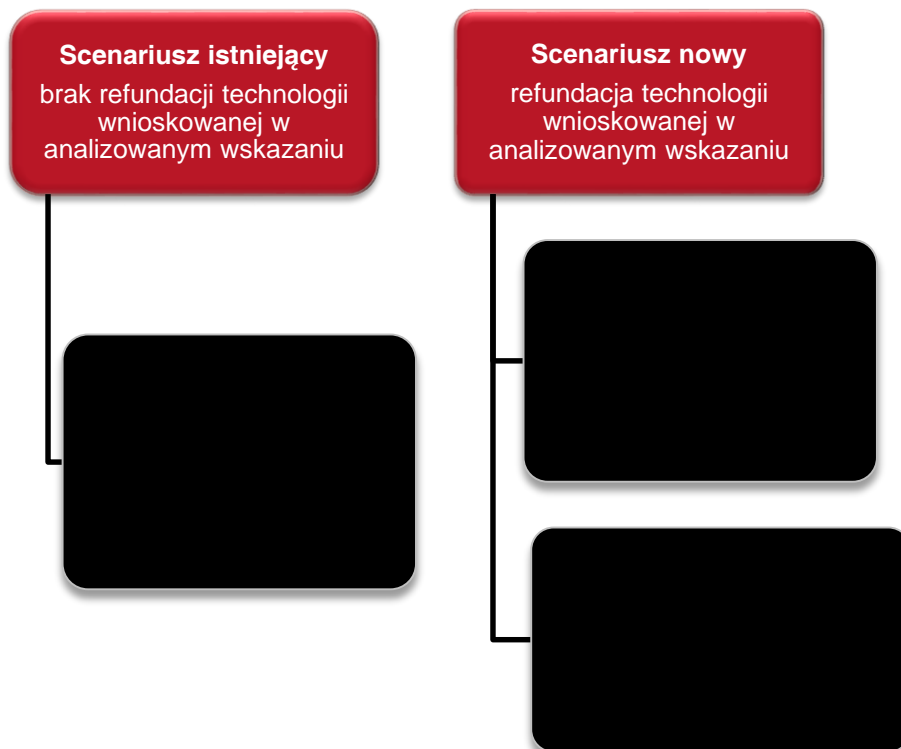 Scenariusz istniejący
brak refundacji technologii
wnioskowanej w
analizowanym wskazaniu
Scenariusz nowy
refundacja technologii
wnioskowanej w
analizowanym wskazaniu